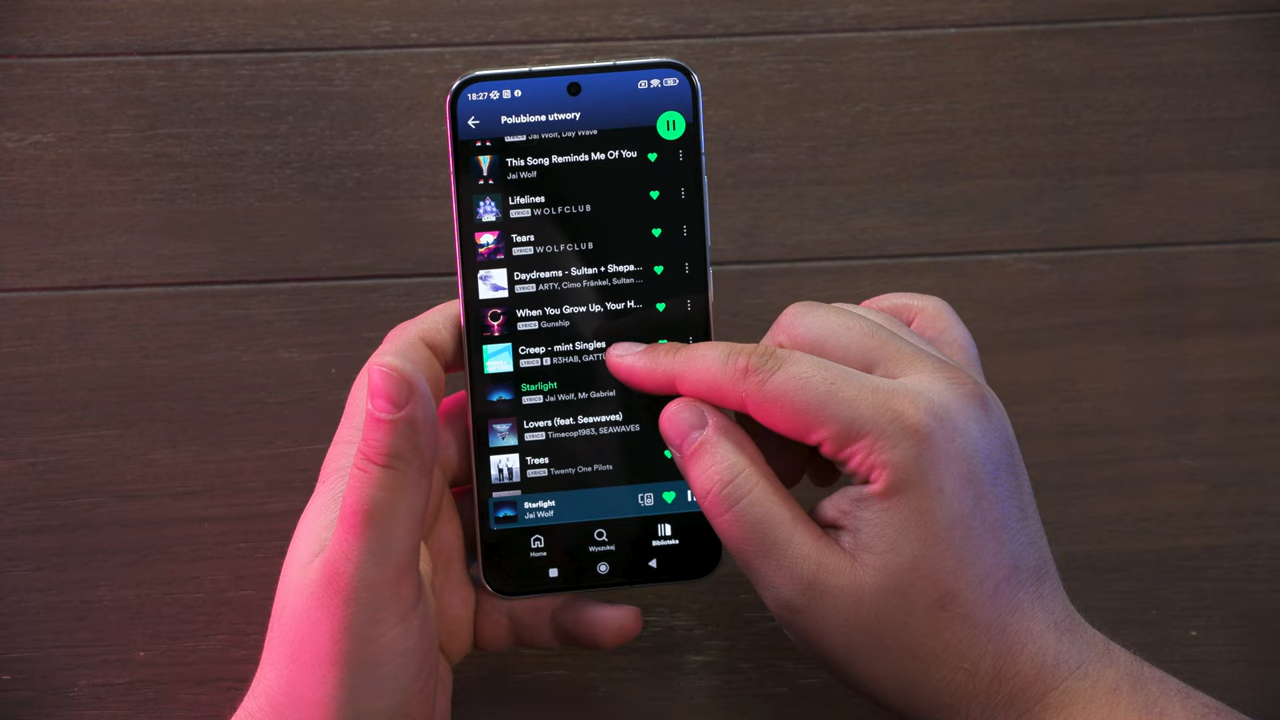 18:27
Polubione utwory
LYRICS Jai Wolf, Day Wave
This Song Reminds Me Of You
Jai Wolf
Lifelines
LYRICS WOLFCLUB
Tears
LYRICS WOLFCLUB
Daydreams - Sultan + Shepa...
LYRICS ARTY, Cimo Fränkel, Sultan ...
When You Grow Up, Your H...
LYRICS Gunship
Creep - mint Singles
LYRICS E R3HAB, GATTÜ
Starlight
LYRICS Jai Wolf, Mr Gabriel
Lovers (feat. Seawaves)
LYRICS Timecop1983, SEAWAVES
Trees
LYRICS Twenty One Pilots
Starlight
Jai Wolf
Home
Wyszukaj
Biblioteka